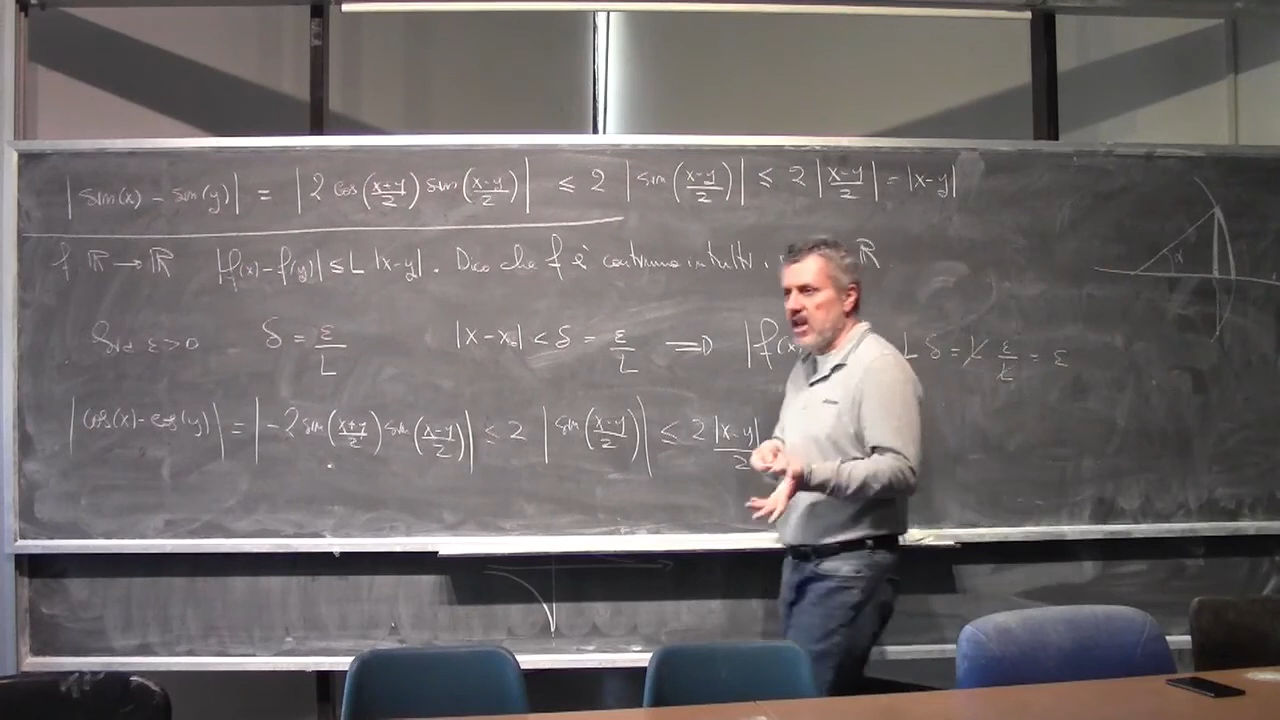 |sin(x) - sin(y)| = |2 cos(x+y/2) sin(x-y/2)| ≤ 2 |sin(x-y/2)| ≤ 2 |x-y/2| = |x-y|
f ℝ → ℝ |f(x) - f(y)| ≤ L |x-y|. Dico che f è continua in tutti i ℝ.
α
ε>0 δ = ε/L |x-x₀| < δ = ε/L ⟹ |f(x L δ = L ε/L = ε
|cos(x) - cos(y)| = |-2 sin(x+y/2) sin(x-y/2)| ≤ 2 |sin(x-y/2)| ≤ 2 |x-y|/2